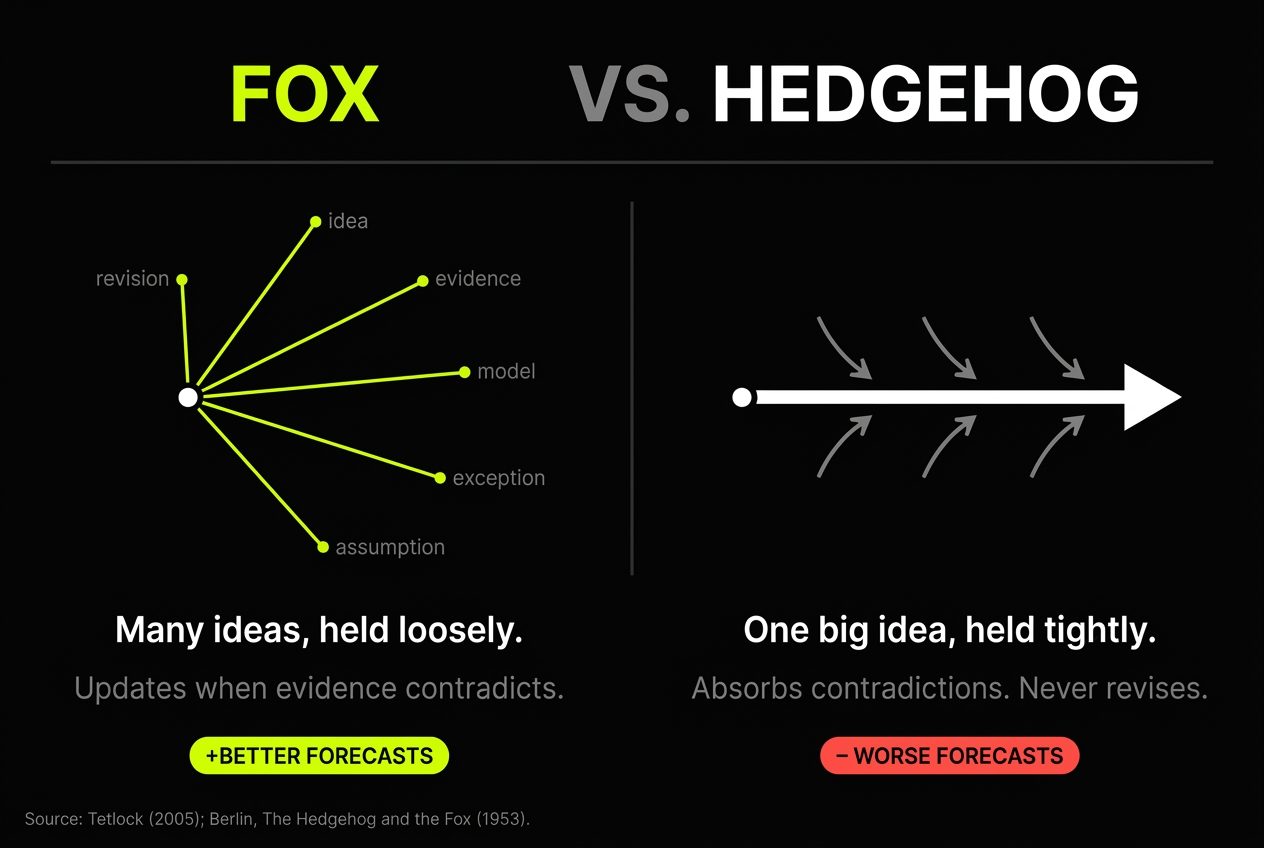 FOX VS. HEDGEHOG
idea
revision
evidence
model
exception
assumption
Many ideas, held loosely.
Updates when evidence contradicts.
+BETTER FORECASTS
One big idea, held tightly.
Absorbs contradictions. Never revises.
– WORSE FORECASTS
Source: Tetlock (2005); Berlin, The Hedgehog and the Fox (1953).